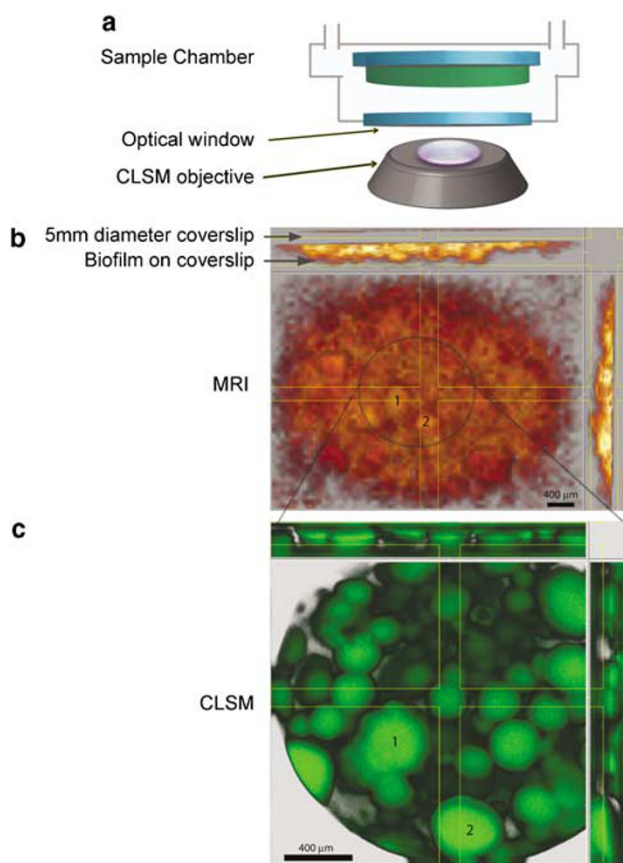 a
Sample Chamber
Optical window
CLSM objective
b
5mm diameter coverslip
Biofilm on coverslip
MRI
1
2
400 μm
c
CLSM
1
2
400 μm